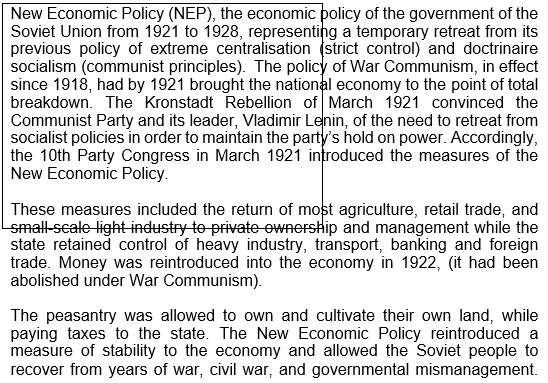 New Economic Policy (NEP), the economic policy of the government of the
Soviet Union from 1921 to 1928, representing a temporary retreat from its
previous policy of extreme centralisation (strict control) and doctrinaire
socialism (communist principles).  The policy of War Communism, in effect
since 1918, had by 1921 brought the national economy to the point of total
breakdown. The Kronstadt Rebellion of March 1921 convinced the
Communist Party and its leader, Vladimir Lenin, of the need to retreat from
socialist policies in order to maintain the party's hold on power. Accordingly,
the 10th Party Congress in March 1921 introduced the measures of the
New Economic Policy.
These measures included the return of most agriculture, retail trade, and
small-scale light industry to private ownership and management while the
state retained control of heavy industry, transport, banking and foreign
trade. Money was reintroduced into the economy in 1922, (it had been
abolished under War Communism).
The peasantry was allowed to own and cultivate their own land, while
paying taxes to the state. The New Economic Policy reintroduced a
measure of stability to the economy and allowed the Soviet people to
recover from years of war, civil war, and governmental mismanagement.